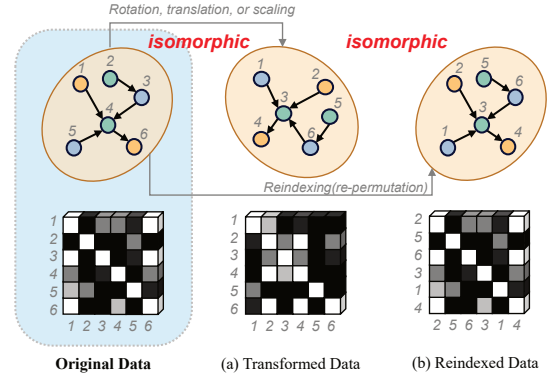 Rotation, translation, or scaling
isomorphic isomorphic
1 2 3 4 5 6
1 2 3 4 5 6
2 5 6 3 1 4
Reindexing(re-permutation)
1
2
3
4
5
6
1 2 3 4 5 6
1
2
3
4
5
6
1 2 3 4 5 6
2
5
6
3
1
4
2 5 6 3 1 4
Original Data
(a) Transformed Data
(b) Reindexed Data